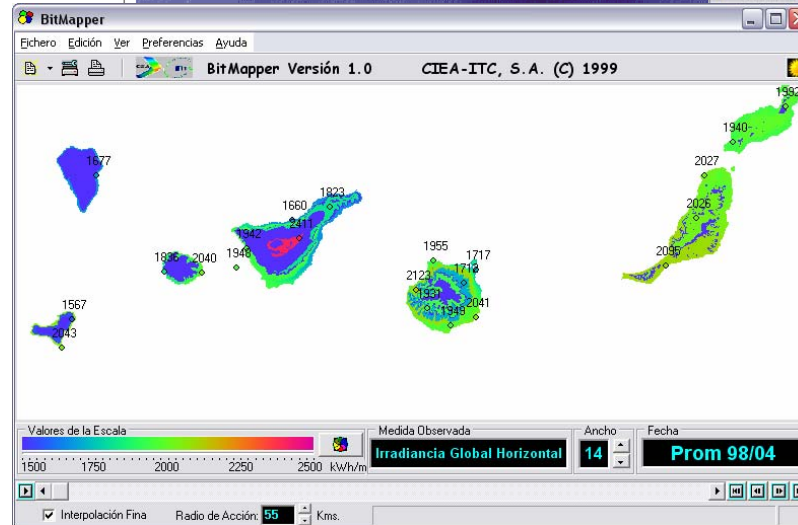 BitMapper
Fichero Edición Ver Preferencias Ayuda
BitMapper Versión 1.0 CIEA-ITC, S.A. (C) 1999
1992
1940
1677
2027
1823
1660
2026
2411
1942
1955
1717
1948
2095
1836
2040
1713
2123
1931
2041
1567
1949
2043
Valores de la Escala
1500 1750 2000 2250 2500 kWh/m
Medida Observada
Irradiancia Global Horizontal
Ancho
14
Fecha
Prom 98/04
Interpolación Fina Radio de Acción: 55 Kms.